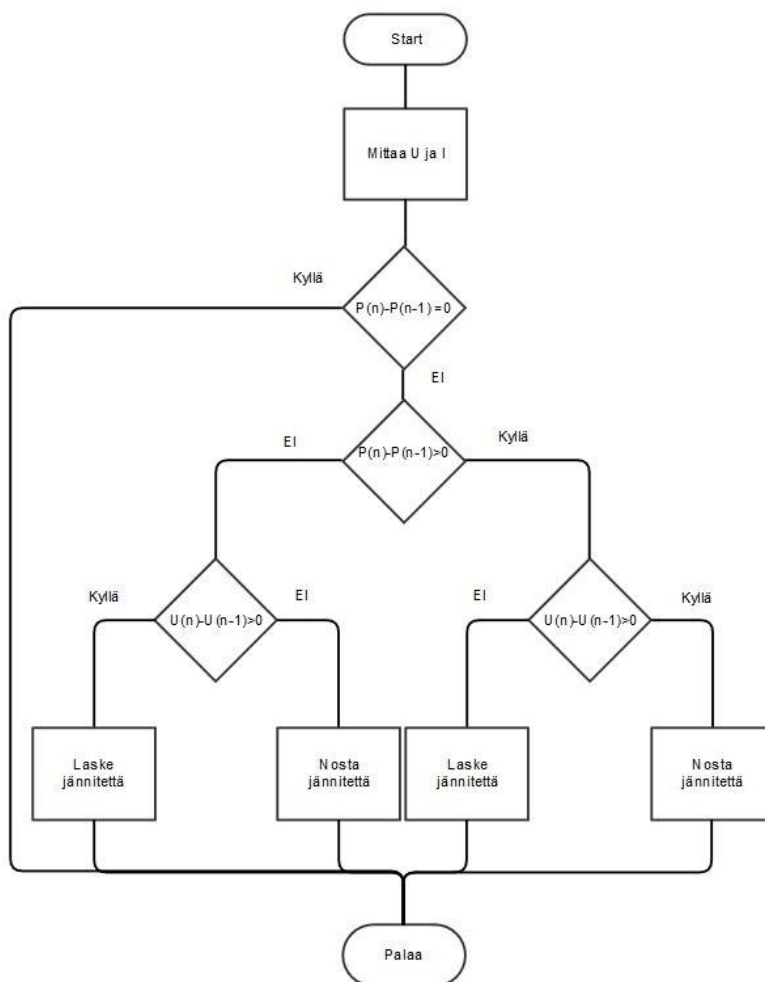 Start
Mittaa U ja I
Kyllä
P(n)-P(n-1)=0
EI
EI
P(n)-P(n-1)>0
Kyllä
Kyllä
U(n)-U(n-1)>0
EI
EI
U(n)-U(n-1)>0
Kyllä
Laske
jännitettä
Nosta
jännitettä
Laske
jännitettä
Nosta
jännitettä
Palaa